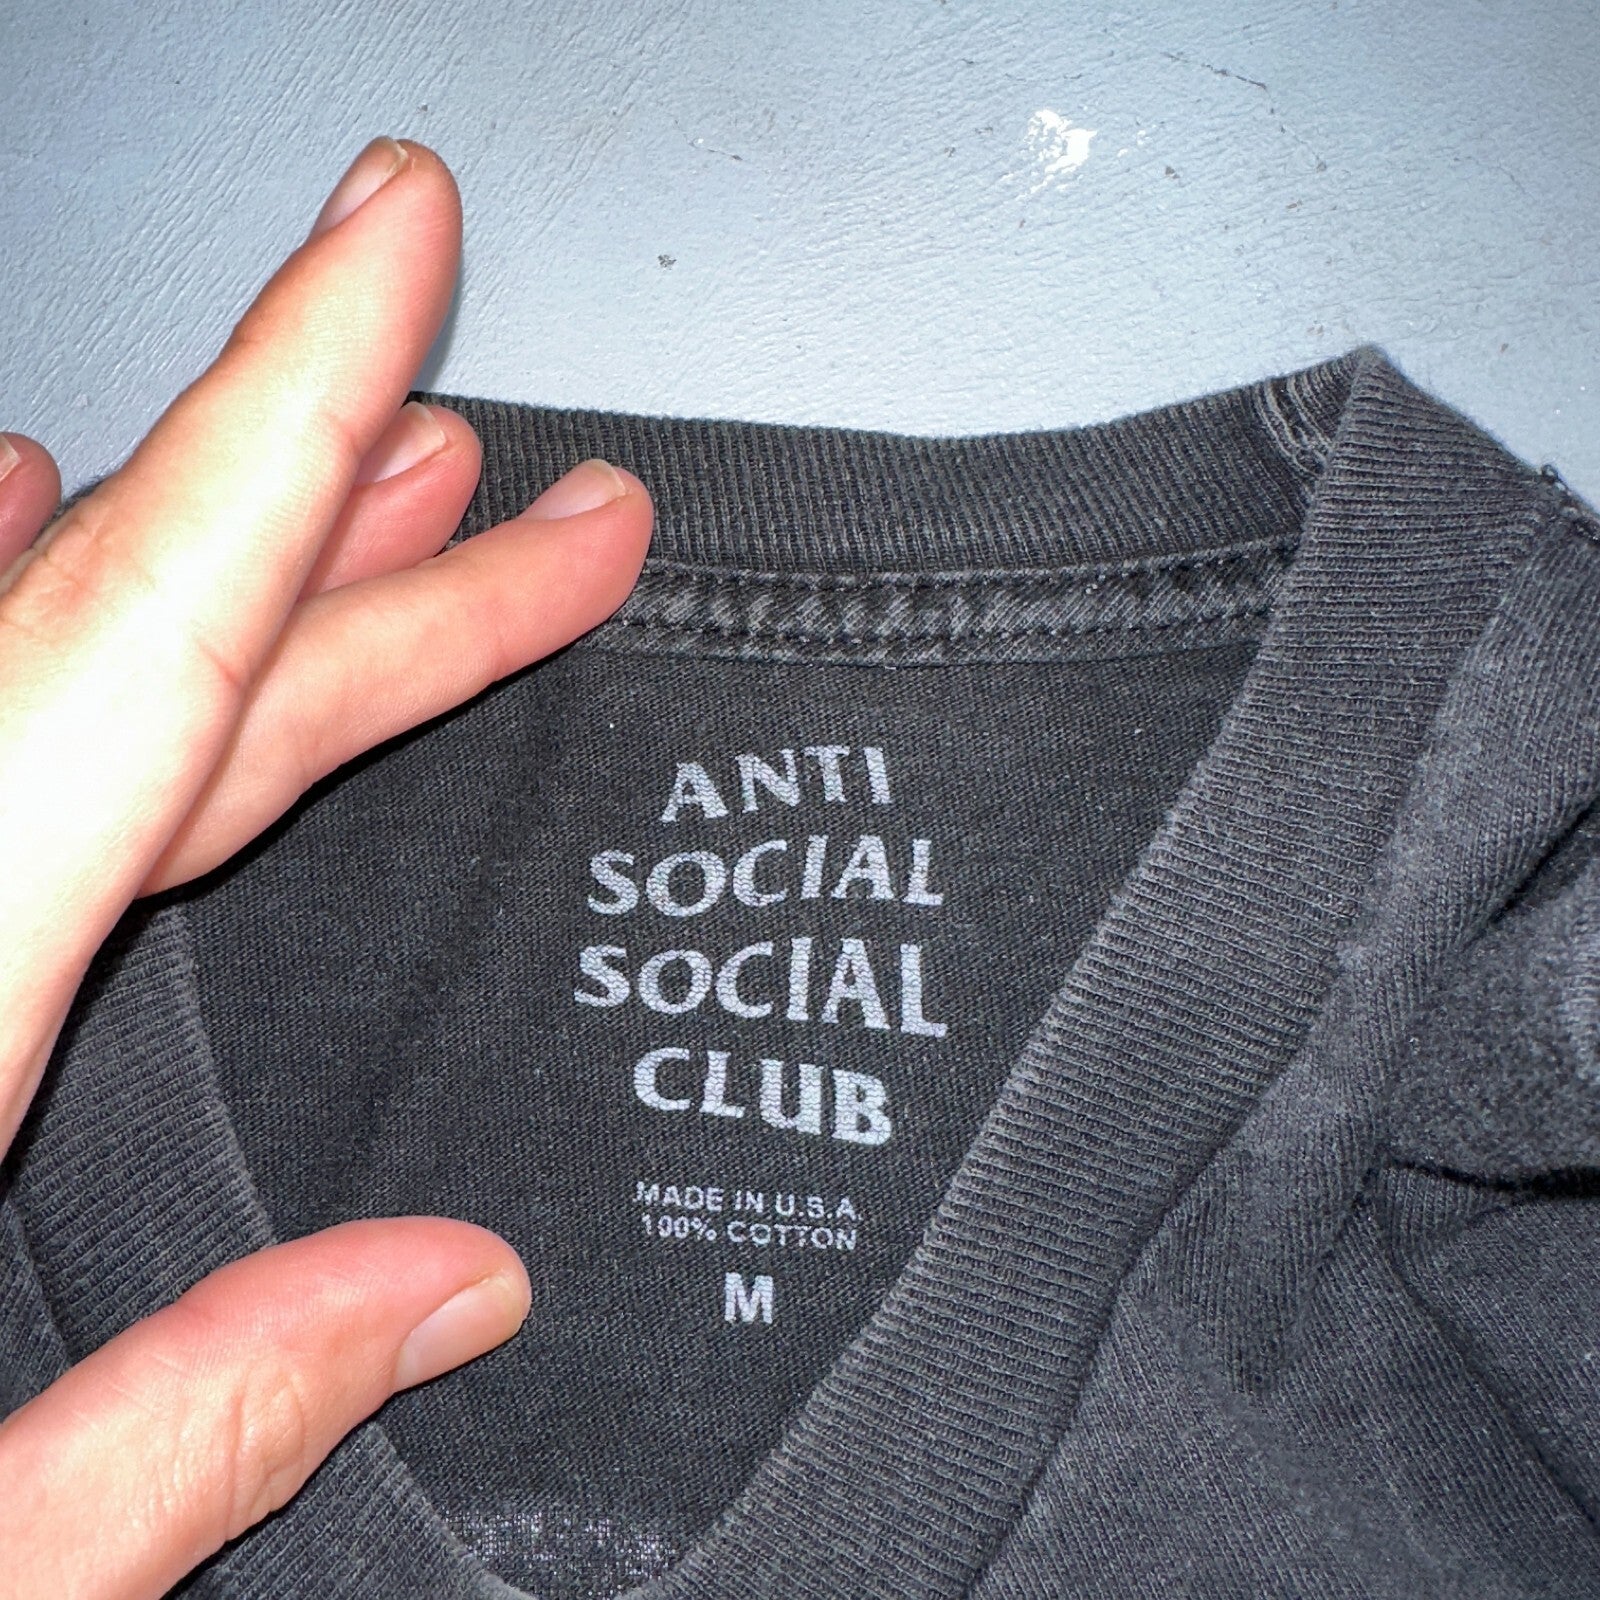 ANTI
SOCIAL
SOCIAL
CLUB
MADE IN U.S.A.
100% COTTON
M